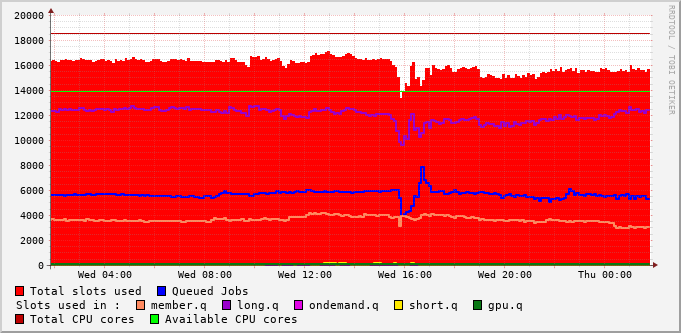 20000
18000
16000
14000
12000
10000
8000
6000
4000
2000
0
Wed 04:00 Wed 08:00 Wed 12:00 Wed 16:00 Wed 20:00 Thu 00:00
Total slots used Queued Jobs
Slots used in : member.q long.q ondemand.q short.q gpu.q
Total CPU cores Available CPU cores
RRDTOOL / TOBI OETIKER